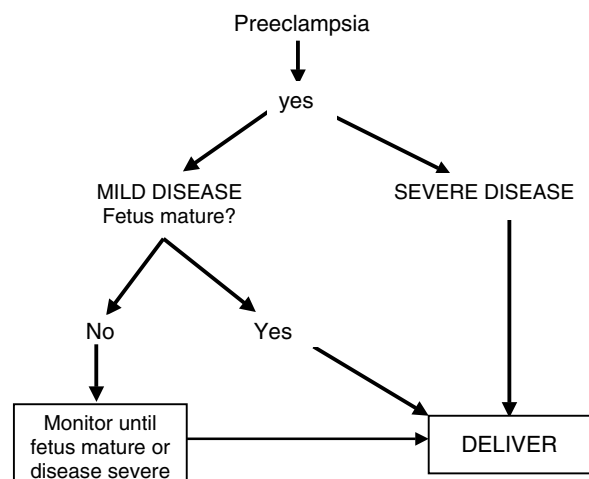 Preeclampsia
yes
MILD DISEASE
Fetus mature?
SEVERE DISEASE
No
Yes
Monitor until
fetus mature or
disease severe
DELIVER